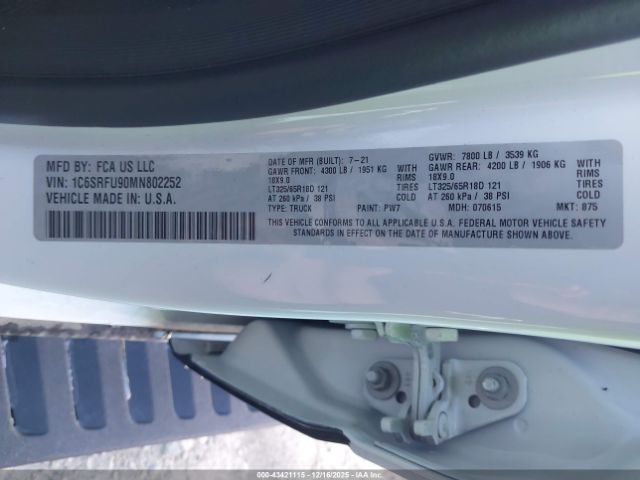 MFD BY: FCA US LLC
VIN: 1C6SRFU90MN802252
VEHICLE MADE IN: U.S.A.
DATE OF MFR (BUILT): 7-21
GAWR FRONT: 4300 LB / 1951 KG WITH
18X9.0 RIMS
LT325/65R18D 121 TIRES
AT 260 kPa / 38 PSI COLD
TYPE: TRUCK PAINT: PW7
GVWR: 7800 LB / 3539 KG
GAWR REAR: 4200 LB / 1906 KG WITH
18X9.0 RIMS
LT325/65R18D 121 TIRES
AT 260 kPa / 38 PSI COLD
MDH: 070615 MKT: 875
THIS VEHICLE CONFORMS TO ALL APPLICABLE U.S.A. FEDERAL MOTOR VEHICLE SAFETY
STANDARDS IN EFFECT ON THE DATE OF MANUFACTURE SHOWN ABOVE.
000-43421115 - 12/16/2025 - IAAI.COM